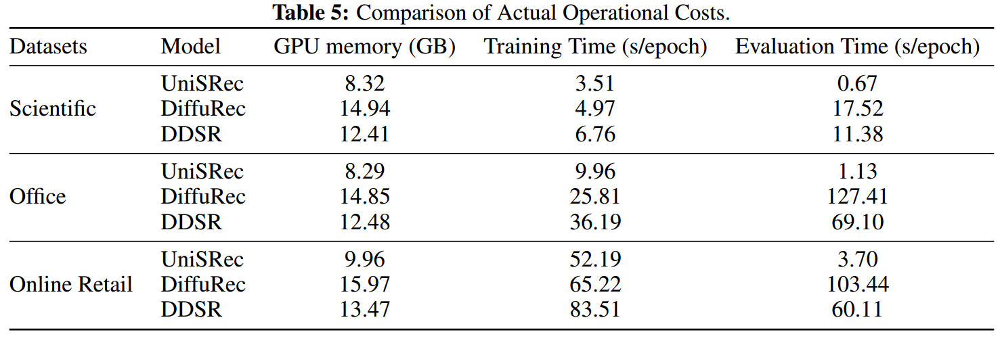 Table 5: Comparison of Actual Operational Costs.
Datasets Model GPU memory (GB) Training Time (s/epoch) Evaluation Time (s/epoch)
UniSRec 8.32 3.51 0.67
Scientific DiffuRec 14.94 4.97 17.52
DDSR 12.41 6.76 11.38
UniSRec 8.29 9.96 1.13
Office DiffuRec 14.85 25.81 127.41
DDSR 12.48 36.19 69.10
UniSRec 9.96 52.19 3.70
Online Retail DiffuRec 15.97 65.22 103.44
DDSR 13.47 83.51 60.11